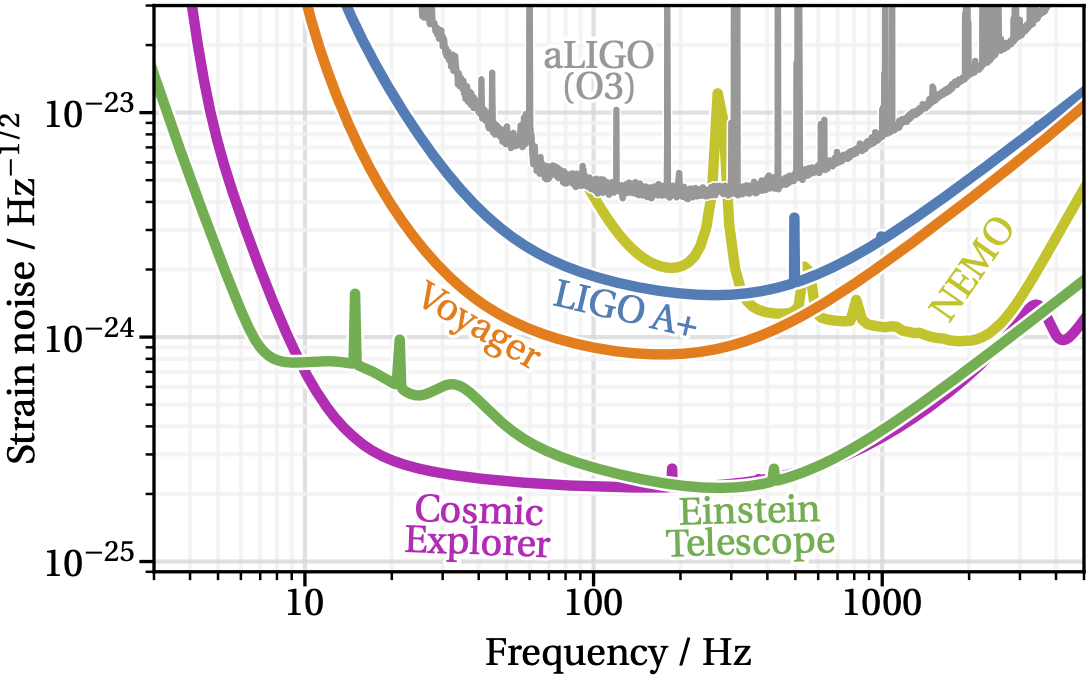 aLIGO
(O3)
10⁻²³
Strain noise / Hz⁻¹/²
NEMO
LIGO A+
Voyager
10⁻²⁴
Cosmic
Explorer
Einstein
Telescope
10⁻²⁵
10
100
1000
Frequency / Hz